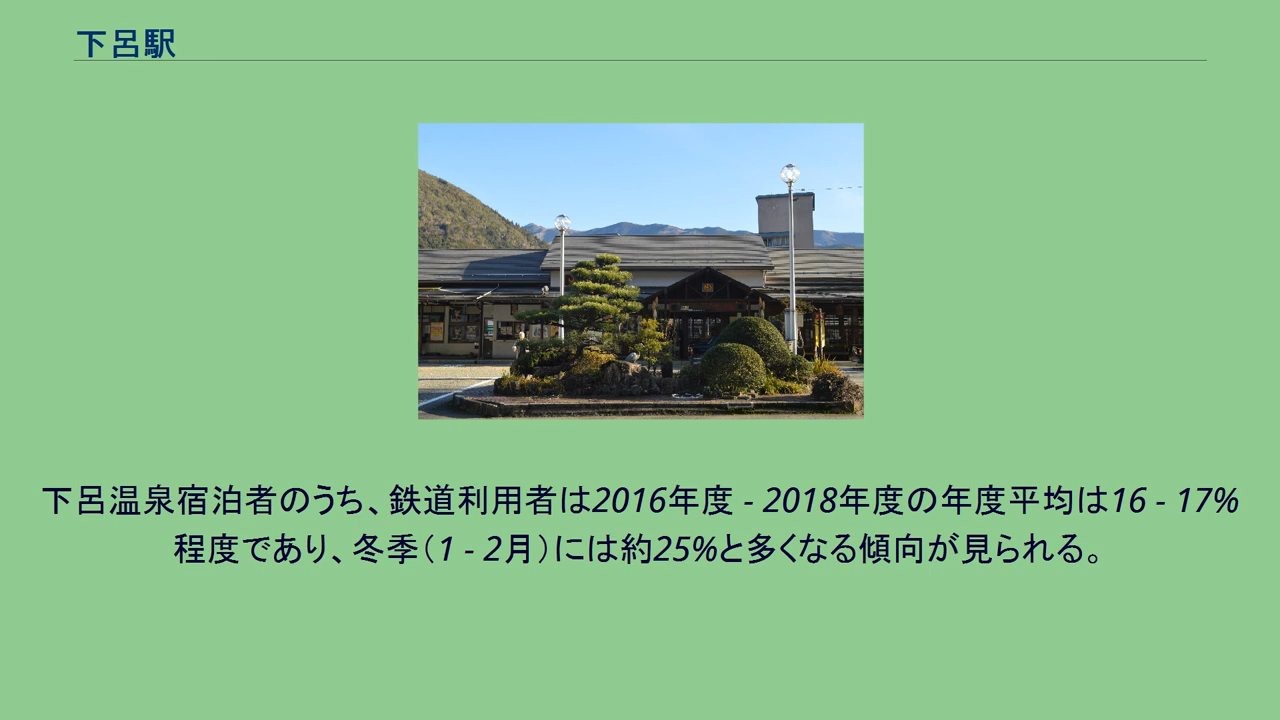 下呂駅
下呂温泉宿泊者のうち、鉄道利用者は2016年度 - 2018年度の年度平均は16 - 17%
程度であり、冬季（1 - 2月）には約25%と多くなる傾向が見られる。